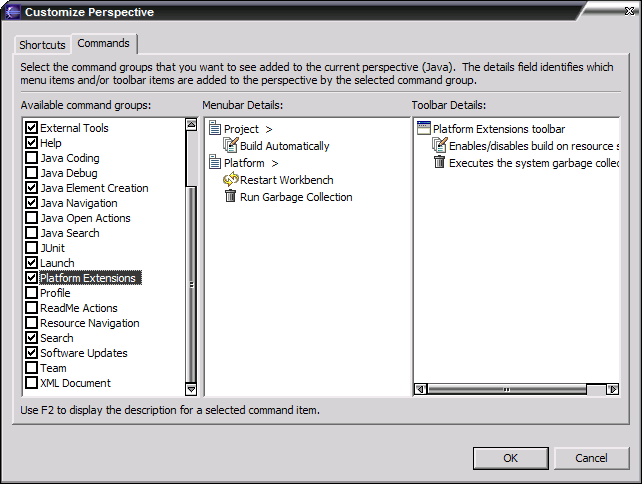 Customize Perspective
Shortcuts
Commands
Select the command groups that you want to see added to the current perspective (Java).  The details field identifies which
menu items and/or toolbar items are added to the perspective by the selected command group.
Available command groups:
External Tools
Help
Java Coding
Java Debug
Java Element Creation
Java Navigation
Java Open Actions
Java Search
JUnit
Launch
Platform Extensions
Profile
ReadMe Actions
Resource Navigation
Search
Software Updates
Team
XML Document
Menubar Details:
Project  >
Build Automatically
Platform  >
Restart Workbench
Run Garbage Collection
Toolbar Details:
Platform Extensions toolbar
Enables/disables build on resource s
Executes the system garbage collec
Use F2 to display the description for a selected command item.
OK
Cancel